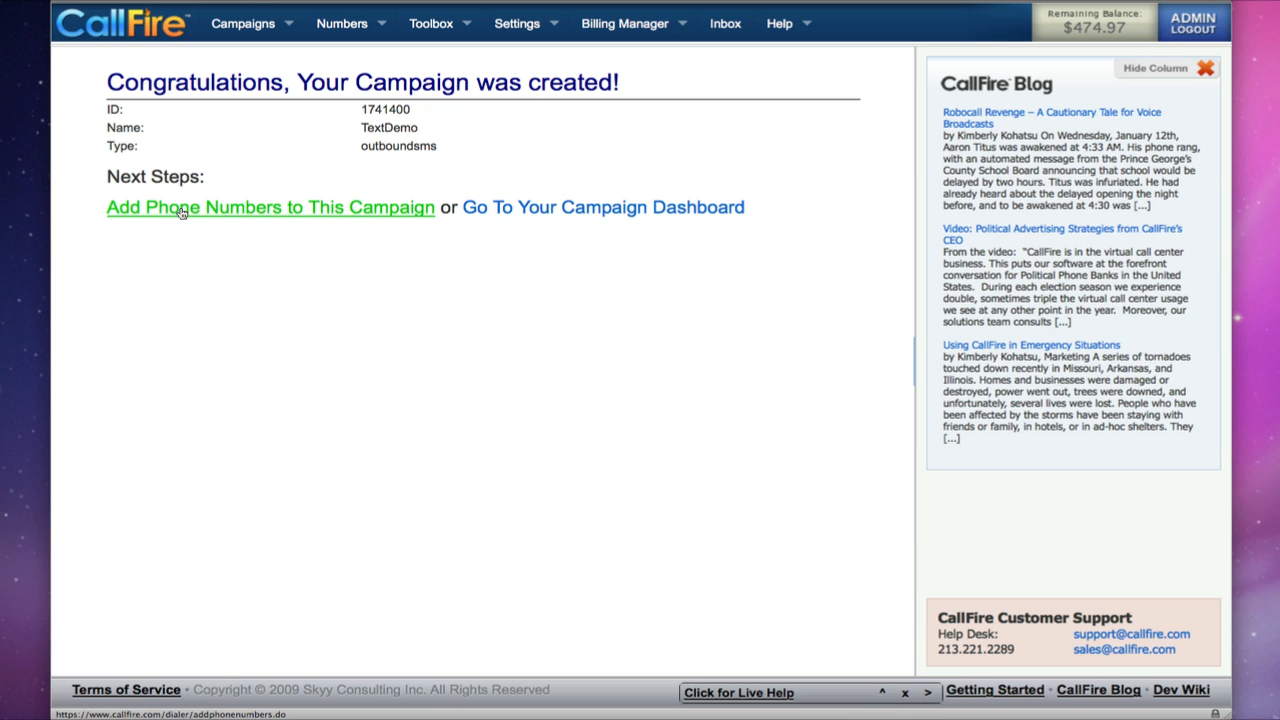 CallFire™ Campaigns Numbers Toolbox Settings Billing Manager Inbox Help
Remaining Balance:
$474.97
ADMIN
LOGOUT
Congratulations, Your Campaign was created!
ID: 1741400
Name: TextDemo
Type: outboundsms
Next Steps:
Add Phone Numbers to This Campaign or Go To Your Campaign Dashboard
Hide Column
CallFire™ Blog
Robocall Revenge – A Cautionary Tale for Voice
Broadcasts
by Kimberly Kohatsu On Wednesday, January 12th,
Aaron Titus was awakened at 4:33 AM. His phone rang,
with an automated message from the Prince George's
County School Board announcing that school would be
delayed by two hours. Titus was infuriated. He had
already heard about the delayed opening the night
before, and to be awakened at 4:30 was [...]
Video: Political Advertising Strategies from CallFire's
CEO
From the video: "CallFire is in the virtual call center
business. This puts our software at the forefront
conversation for Political Phone Banks in the United
States. During each election season we experience
double, sometimes triple the virtual call center usage
we see at any other point in the year. Moreover, our
solutions team consults [...]
Using CallFire in Emergency Situations
by Kimberly Kohatsu, Marketing A series of tornadoes
touched down recently in Missouri, Arkansas, and
Illinois. Homes and businesses were damaged or
destroyed, power went out, trees were downed, and
unfortunately, several lives were lost. People who have
been affected by the storms have been staying with
friends or family, in hotels, or in ad-hoc shelters. They
[...]
CallFire Customer Support
Help Desk: support@callfire.com
213.221.2289 sales@callfire.com
Terms of Service • Copyright © 2009 Skyy Consulting Inc. All Rights Reserved
Click for Live Help ^ x >
Getting Started • CallFire Blog • Dev Wiki
https://www.callfire.com/dialer/addphonenumbers.do